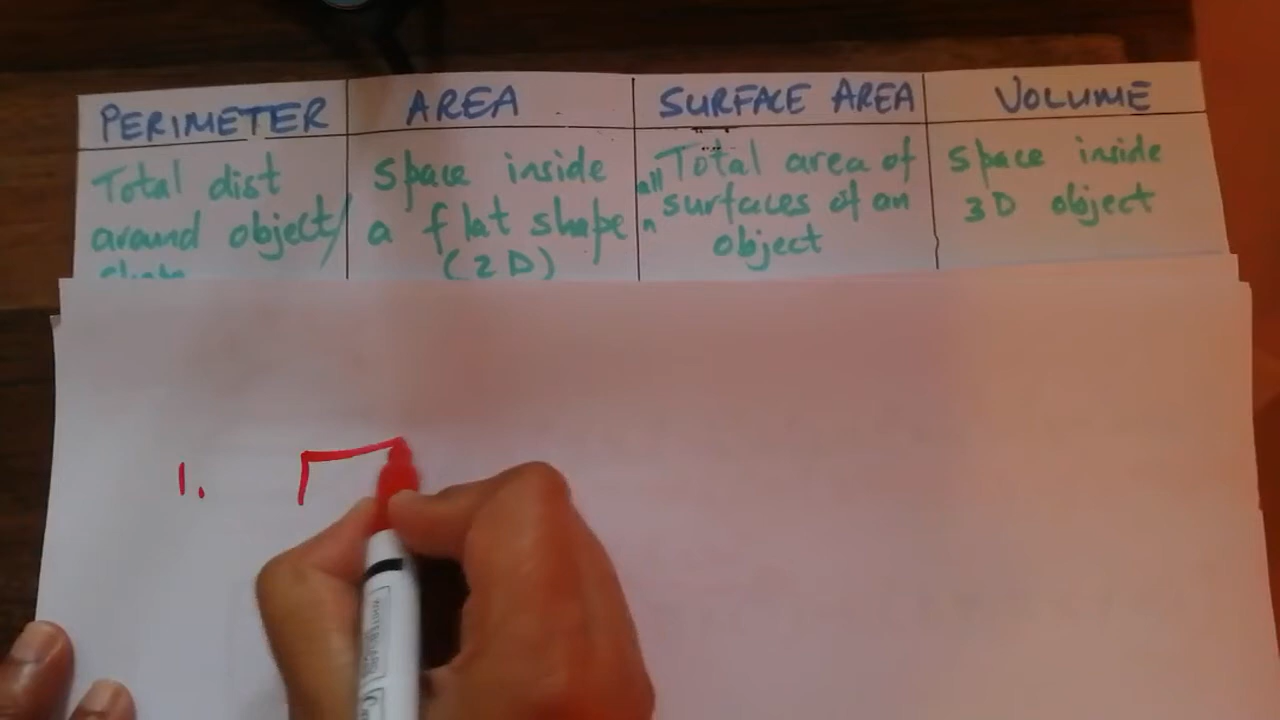 PERIMETER
Total dist
around object/
AREA
Space inside
a flat shape
(2D)
SURFACE AREA
Total area of
all surfaces of an
object
VOLUME
Space inside
3D object
1.